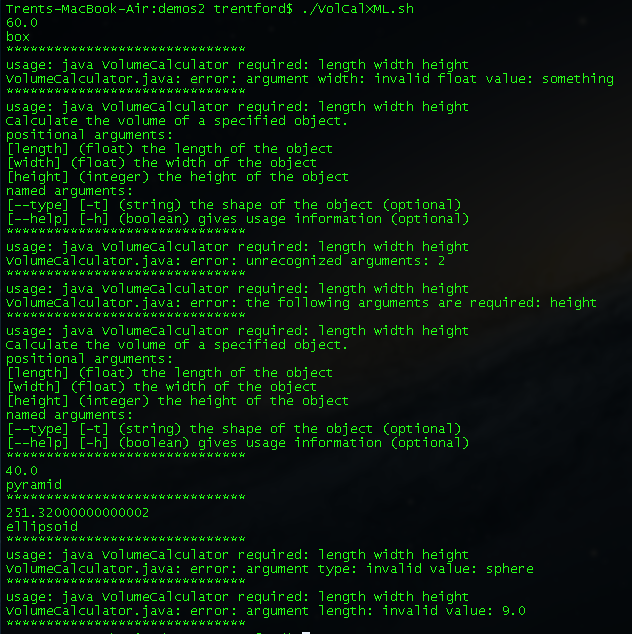 Trents-MacBook-Air:demos2 trentford$ ./VolCalXML.sh
60.0
box
*****************************
usage: java VolumeCalculator required: length width height
VolumeCalculator.java: error: argument width: invalid float value: something
*****************************
usage: java VolumeCalculator required: length width height
Calculate the volume of a specified object.
positional arguments:
[length] (float) the length of the object
[width] (float) the width of the object
[height] (integer) the height of the object
named arguments:
[--type] [-t] (string) the shape of the object (optional)
[--help] [-h] (boolean) gives usage information (optional)
*****************************
usage: java VolumeCalculator required: length width height
VolumeCalculator.java: error: unrecognized arguments: 2
*****************************
usage: java VolumeCalculator required: length width height
VolumeCalculator.java: error: the following arguments are required: height
*****************************
usage: java VolumeCalculator required: length width height
Calculate the volume of a specified object.
positional arguments:
[length] (float) the length of the object
[width] (float) the width of the object
[height] (integer) the height of the object
named arguments:
[--type] [-t] (string) the shape of the object (optional)
[--help] [-h] (boolean) gives usage information (optional)
*****************************
40.0
pyramid
*****************************
251.32000000000002
ellipsoid
*****************************
usage: java VolumeCalculator required: length width height
VolumeCalculator.java: error: argument type: invalid value: sphere
*****************************
usage: java VolumeCalculator required: length width height
VolumeCalculator.java: error: argument length: invalid value: 9.0
*****************************